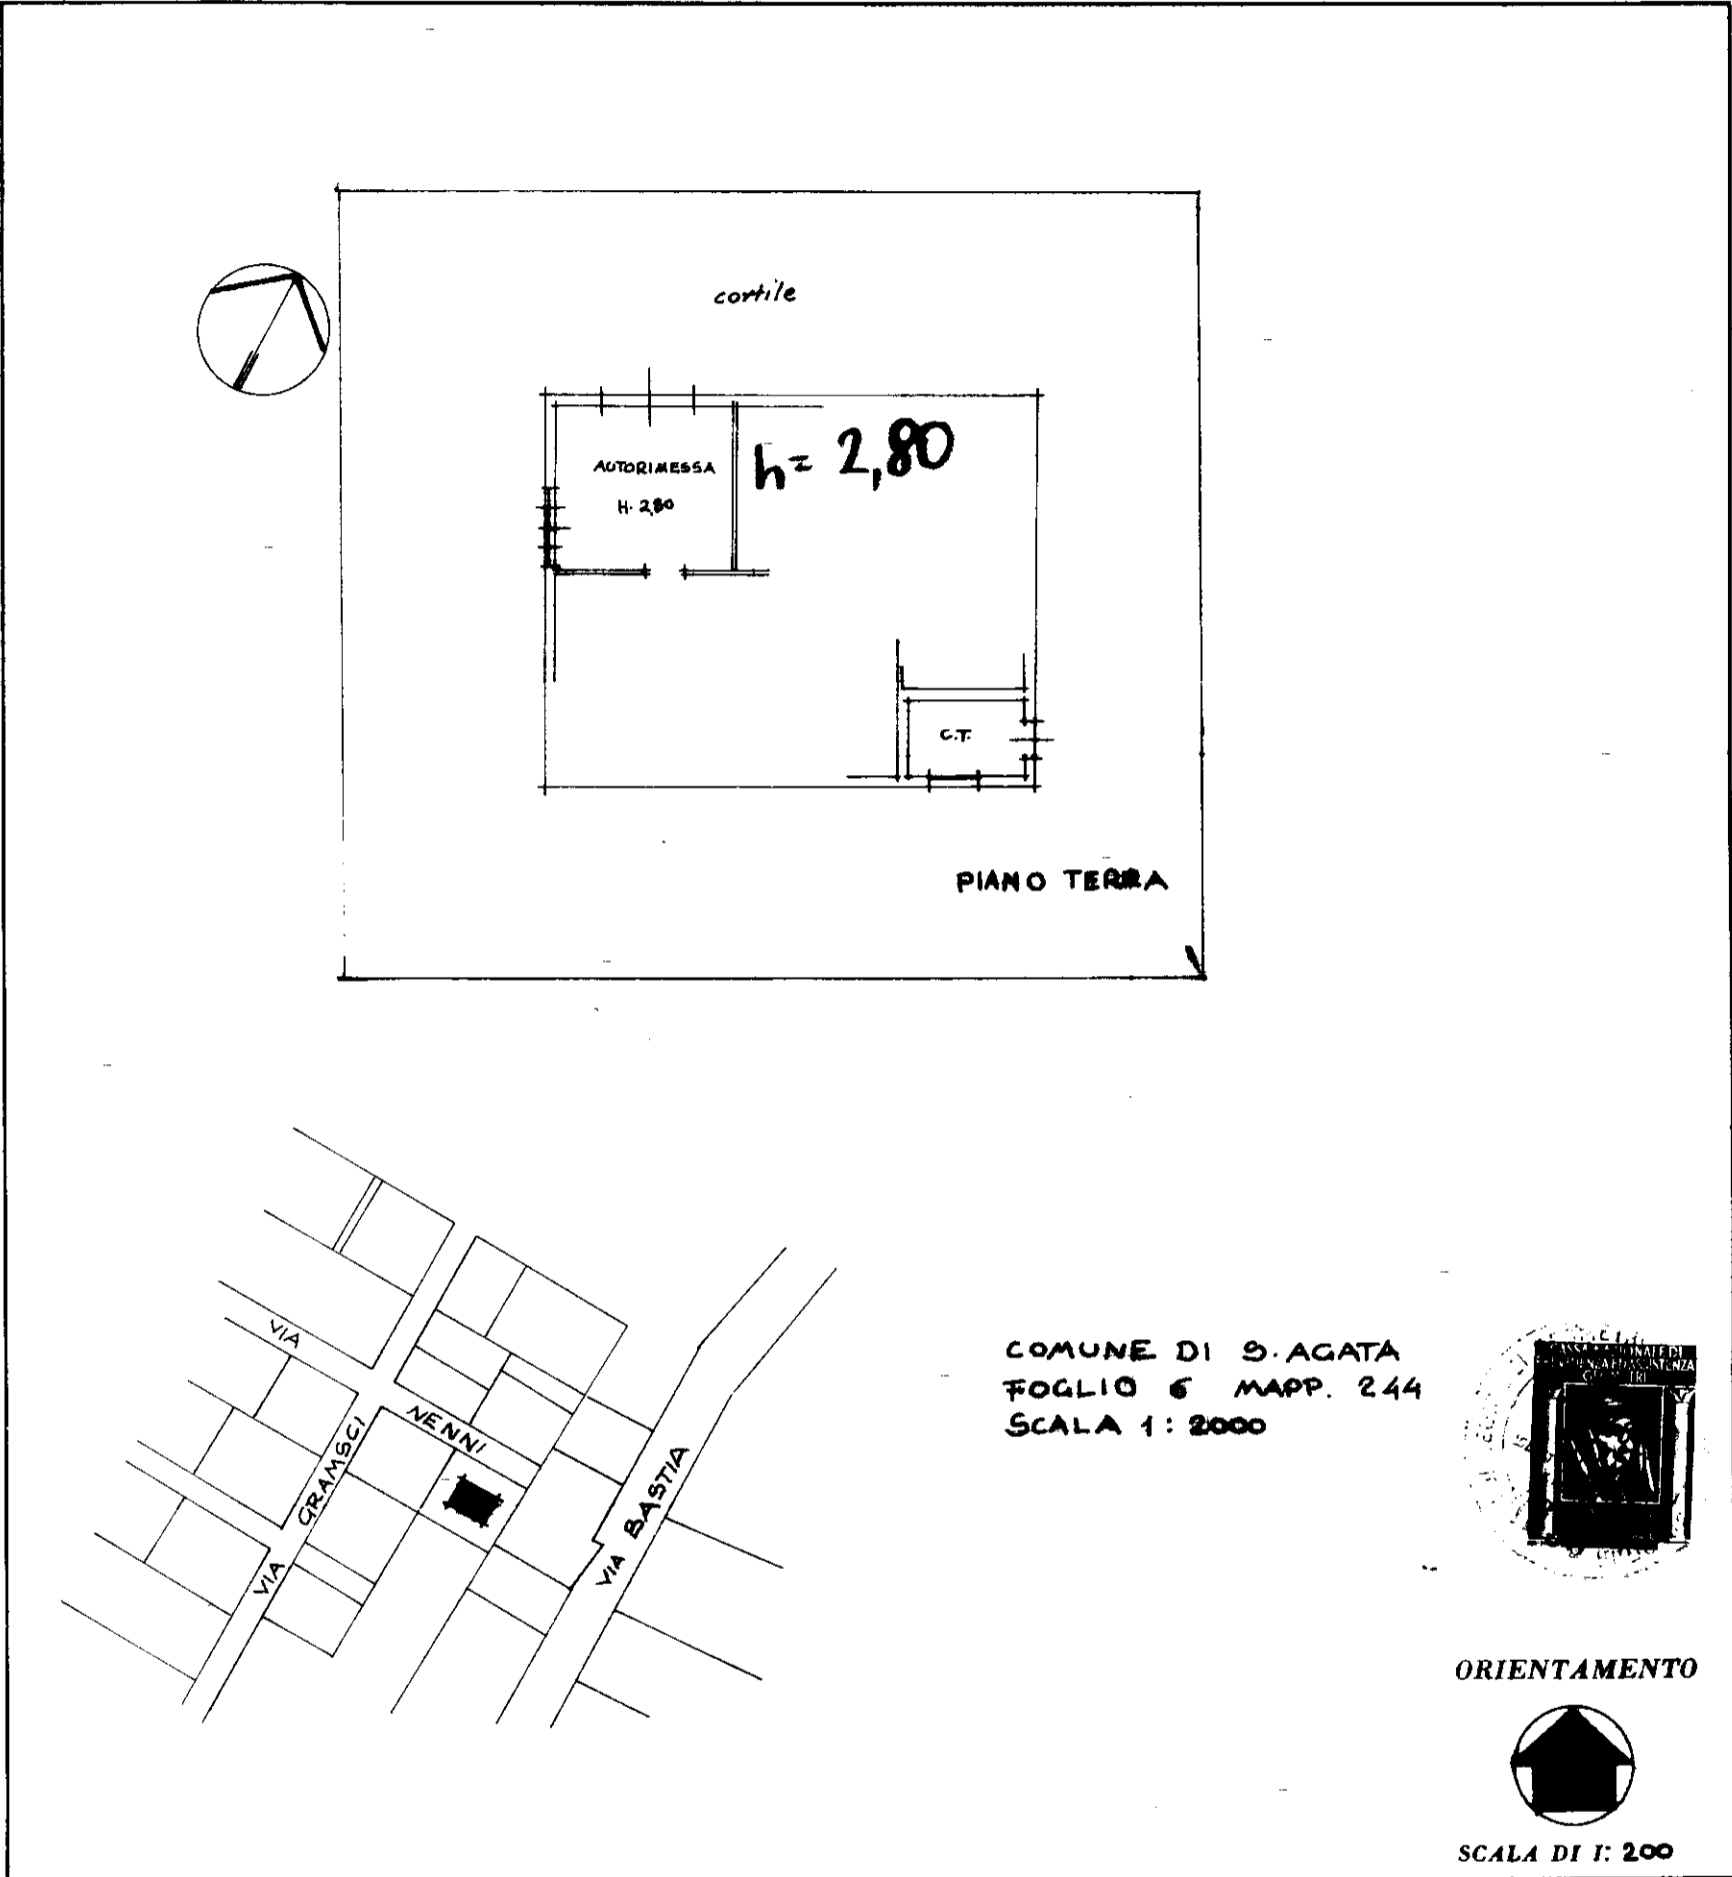 cortile
h= 2,80
AUTORIMESSA
H. 2,80
C.T.
PIANO TERRA
VIA
NENNI
VIA GRAMSCI
VIA BASTIA
COMUNE DI S. AGATA
FOGLIO 6 MAPP. 244
SCALA 1: 2000
ORIENTAMENTO
SCALA DI 1: 200